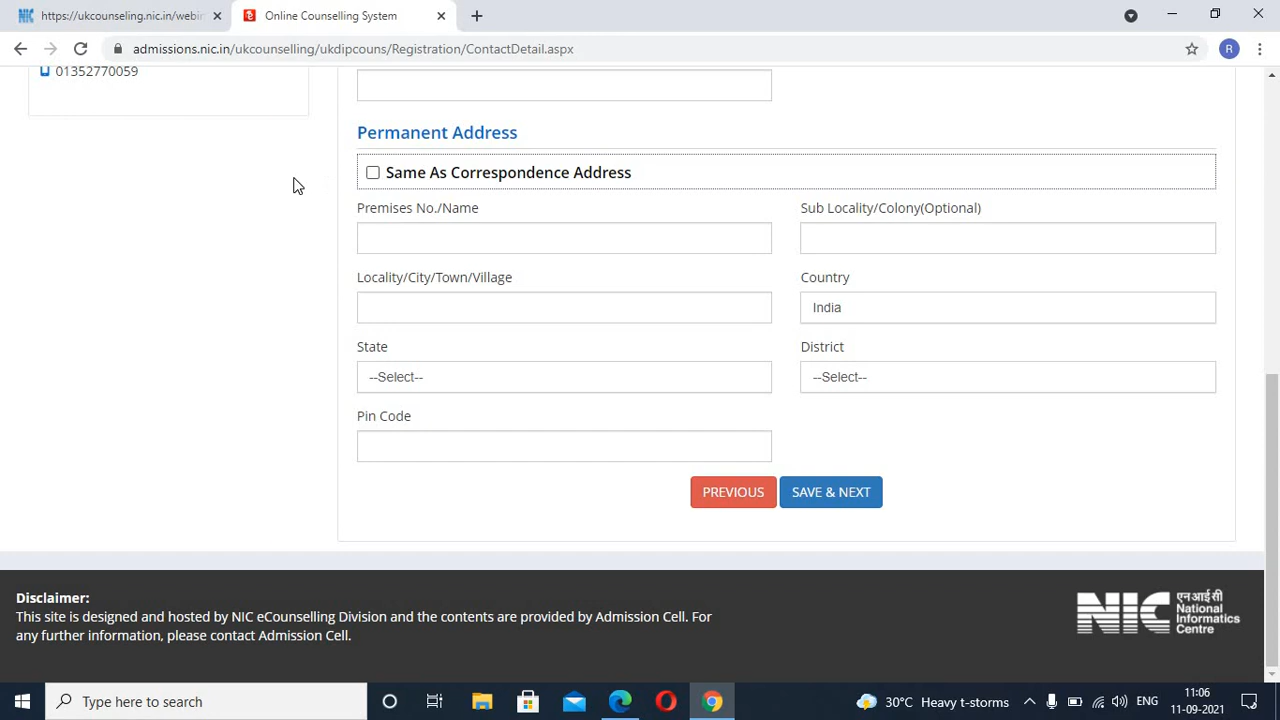 https://ukcounseling.nic.in/webin
Online Counselling System
admissions.nic.in/ukcounselling/ukdipcouns/Registration/ContactDetail.aspx
R
01352770059
Permanent Address
Same As Correspondence Address
Premises No./Name
Sub Locality/Colony(Optional)
Locality/City/Town/Village
Country
India
State
District
--Select--
--Select--
Pin Code
PREVIOUS
SAVE & NEXT
Disclaimer:
This site is designed and hosted by NIC eCounselling Division and the contents are provided by Admission Cell. For
any further information, please contact Admission Cell.
NIC
एन आई सी
National
Informatics
Centre
Type here to search
30°C Heavy t-storms
ENG
11:06
11-09-2021